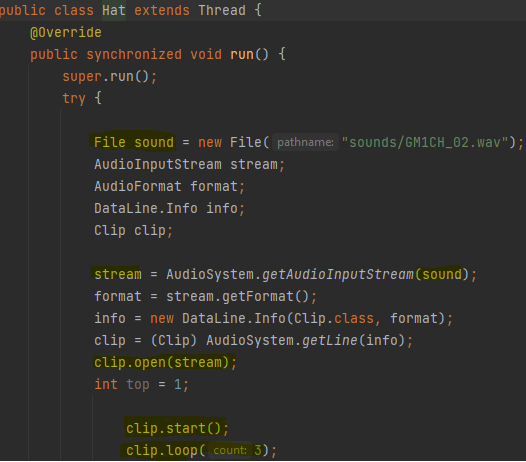 public class Hat extends Thread {
@Override
public synchronized void run() {
super.run();
try {
File sound = new File( pathname: "sounds/GM1CH_02.wav");
AudioInputStream stream;
AudioFormat format;
DataLine.Info info;
Clip clip;
stream = AudioSystem.getAudioInputStream(sound);
format = stream.getFormat();
info = new DataLine.Info(Clip.class, format);
clip = (Clip) AudioSystem.getLine(info);
clip.open(stream);
int top = 1;
clip.start();
clip.loop( count: 3);